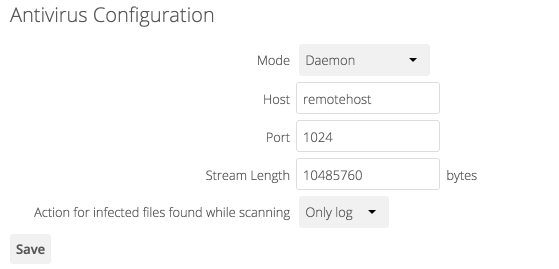 Antivirus Configuration
Mode Daemon
Host remotehost
Port 1024
Stream Length 10485760 bytes
Action for infected files found while scanning Only log
Save